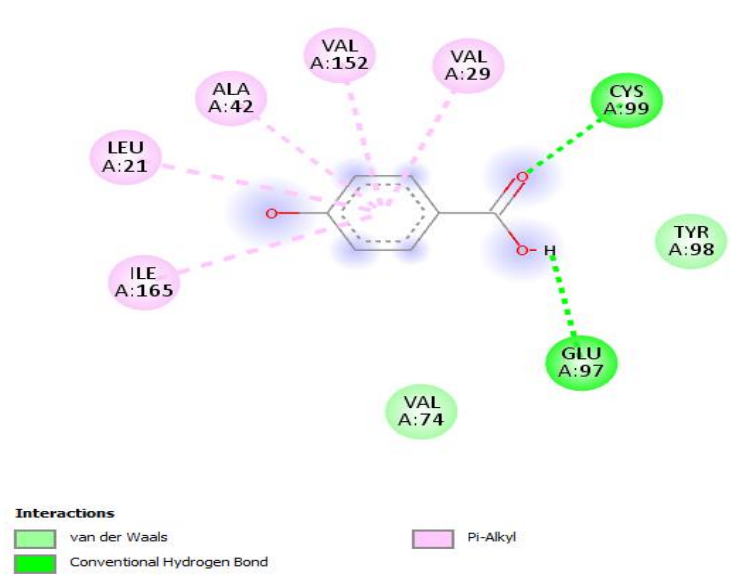 VAL
A:152
VAL
A:29
ALA
A:42
CYS
A:99
LEU
A:21
O
O
TYR
A:98
O- H
ILE
A:165
GLU
A:97
VAL
A:74
Interactions
van der Waals
Pi-Alkyl
Conventional Hydrogen Bond